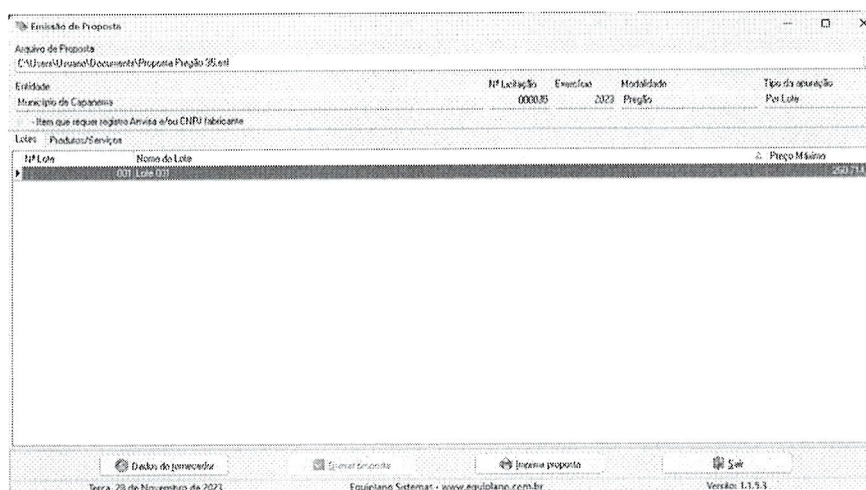 Emissão de Proposta
Arquivo de Proposta
C:\Users\Usuario\Documents\Proposta Pregão 35.esl
Entidade Nº Licitação Exercício Modalidade Tipo de apuração
Município de Capanema 000035 2023 Pregão Por Lote
- Item que requer registro Anvisa e/ou CNPJ fabricante
Lotes Produtos/Serviços
Nº Lote Nome do Lote Preço Máximo
001 Lote 001
Dados do fornecedor Gravar proposta Imprimir proposta Sair
Terça, 28 de Novembro de 2023 Equiplano Sistemas - www.equiplano.com.br Versão: 1.1.5.3